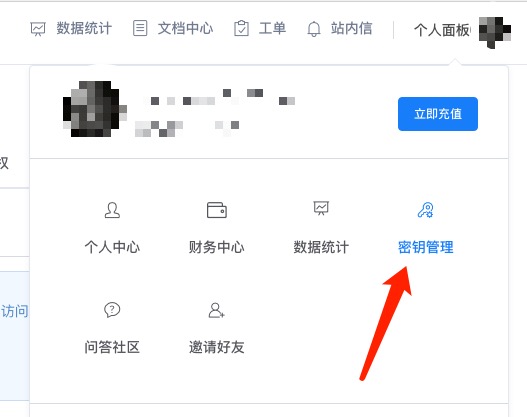 数据统计 文档中心 工单 站内信 个人面板
立即充值
权
个人中心 财务中心 数据统计 密钥管理
访问
问答社区 邀请好友